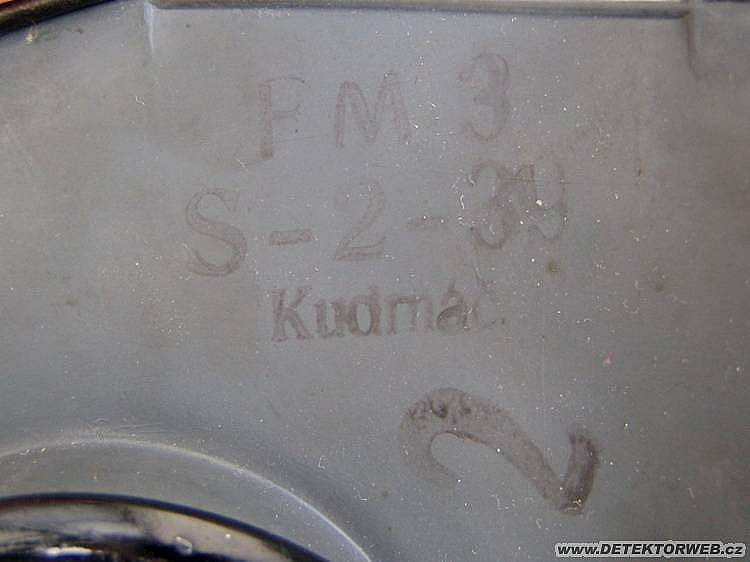 FM 3
S-2-39
Kudrnáč
2
WWW.DETEKTORWEB.cz